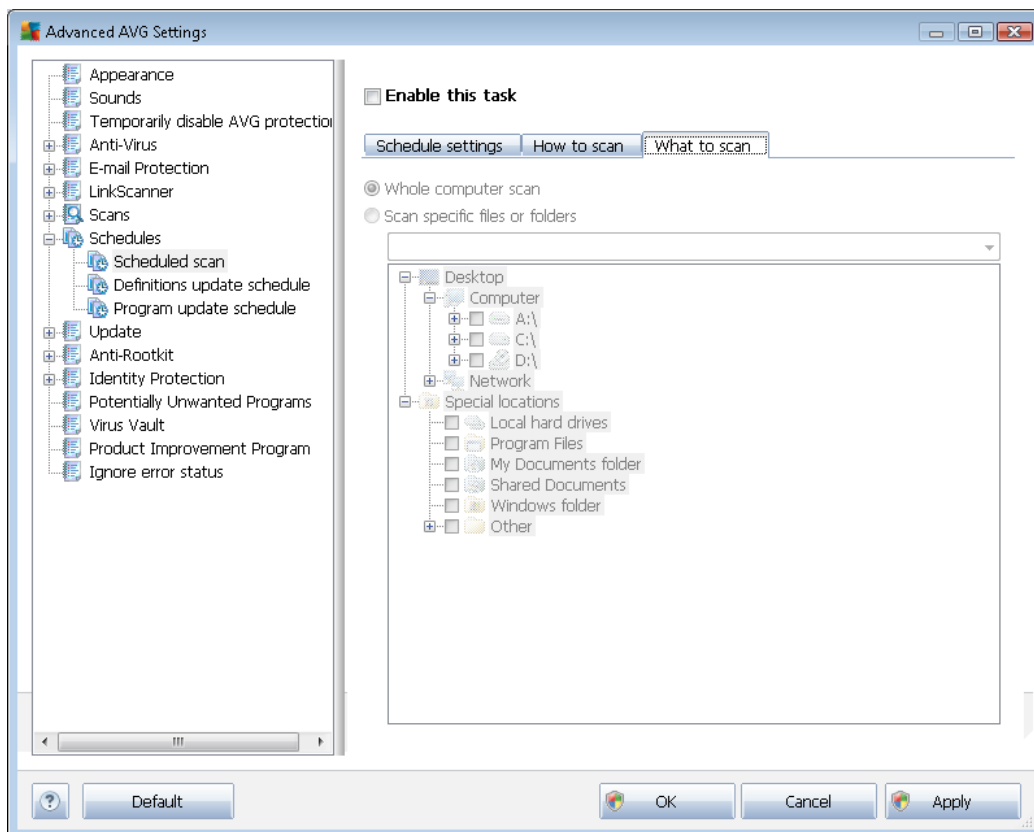 Advanced AVG Settings
Appearance
Sounds
Temporarily disable AVG protection
Anti-Virus
E-mail Protection
LinkScanner
Scans
Schedules
Scheduled scan
Definitions update schedule
Program update schedule
Update
Anti-Rootkit
Identity Protection
Potentially Unwanted Programs
Virus Vault
Product Improvement Program
Ignore error status
Enable this task
Schedule settings
How to scan
What to scan
Whole computer scan
Scan specific files or folders
Desktop
Computer
A:\
C:\
D:\
Network
Special locations
Local hard drives
Program Files
My Documents folder
Shared Documents
Windows folder
Other
?
Default
OK
Cancel
Apply